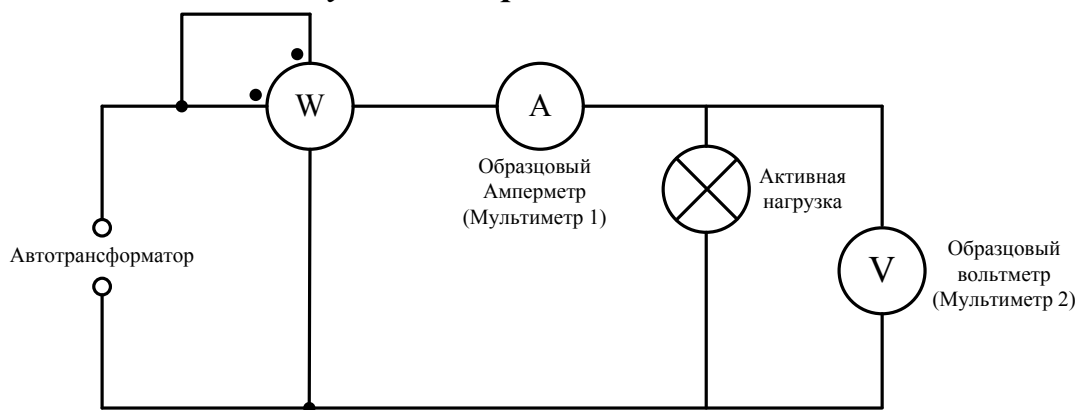 W
A
Образцовый
Амперметр
(Мультиметр 1)
Активная
нагрузка
Автотрансформатор
V
Образцовый
вольтметр
(Мультиметр 2)